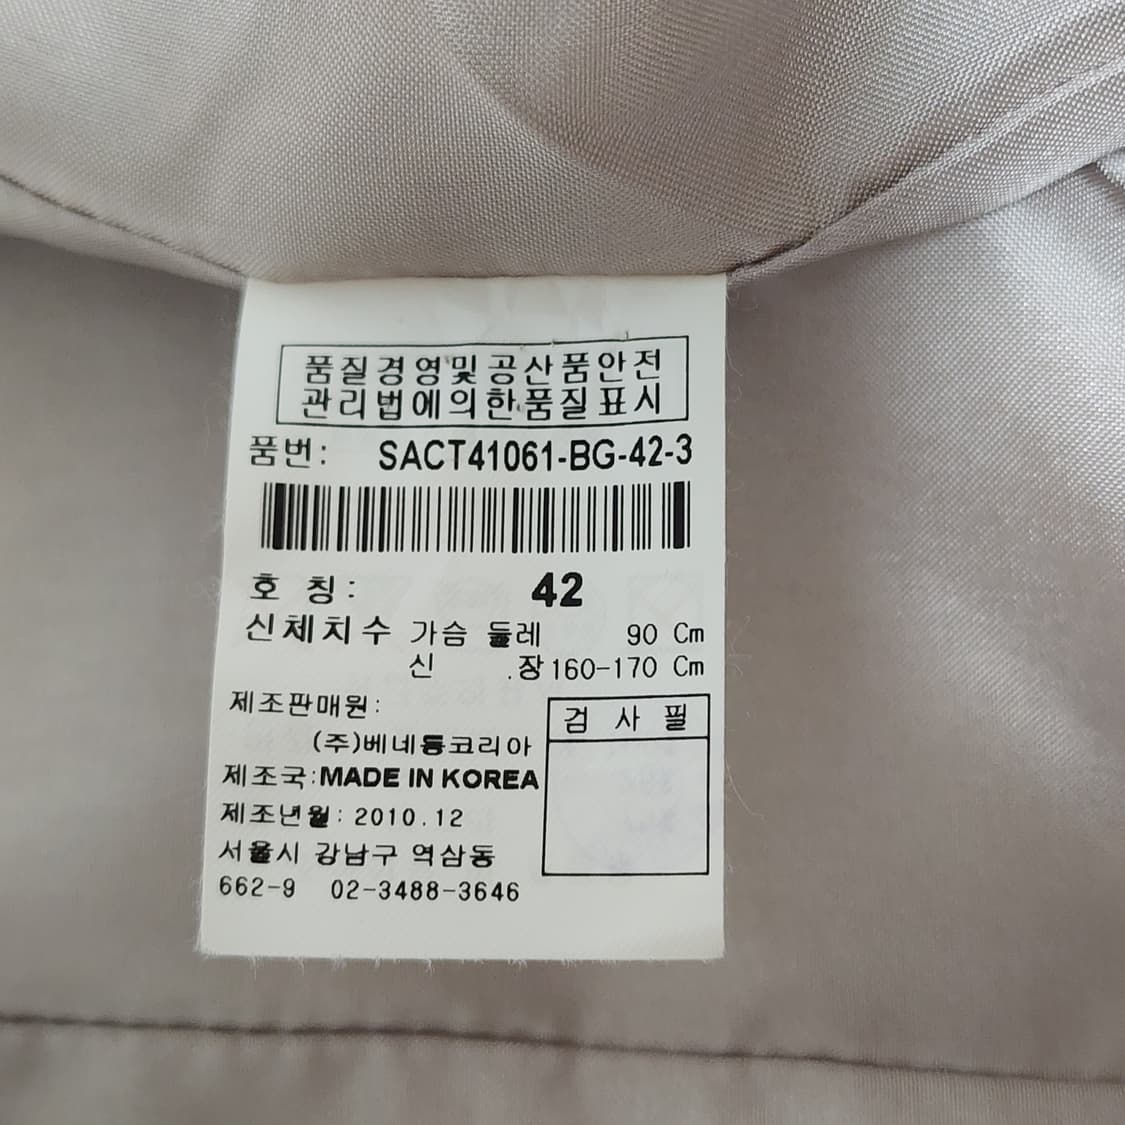 품질경영및공산품안전
관리법에의한품질표시
품번: SACT41061-BG-42-3
호 칭: 42
신체치수 가슴 둘레 90 Cm
신 장 160-170 Cm
제조판매원:
(주)베네통코리아
검 사 필
제조국:MADE IN KOREA
제조년월: 2010.12
서울시 강남구 역삼동
662-9 02-3488-3646